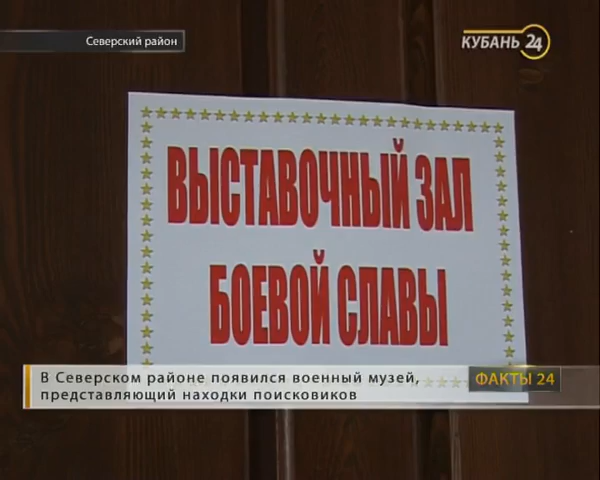 Северский район
КУБАНЬ 24
ВЫСТАВОЧНЫЙ ЗАЛ
БОЕВОЙ СЛАВЫ
В Северском районе появился военный музей,
представляющий находки поисковиков
ФАКТЫ 24